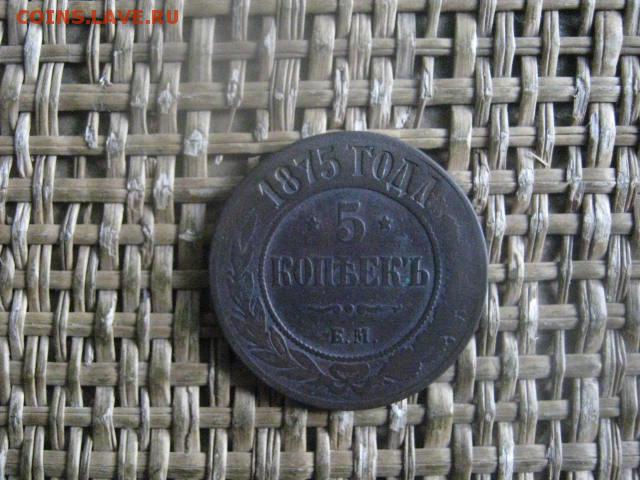 COINS.LAVE.RU
1875 ГОДА
5
КОПѢЕКЪ
Е.М.